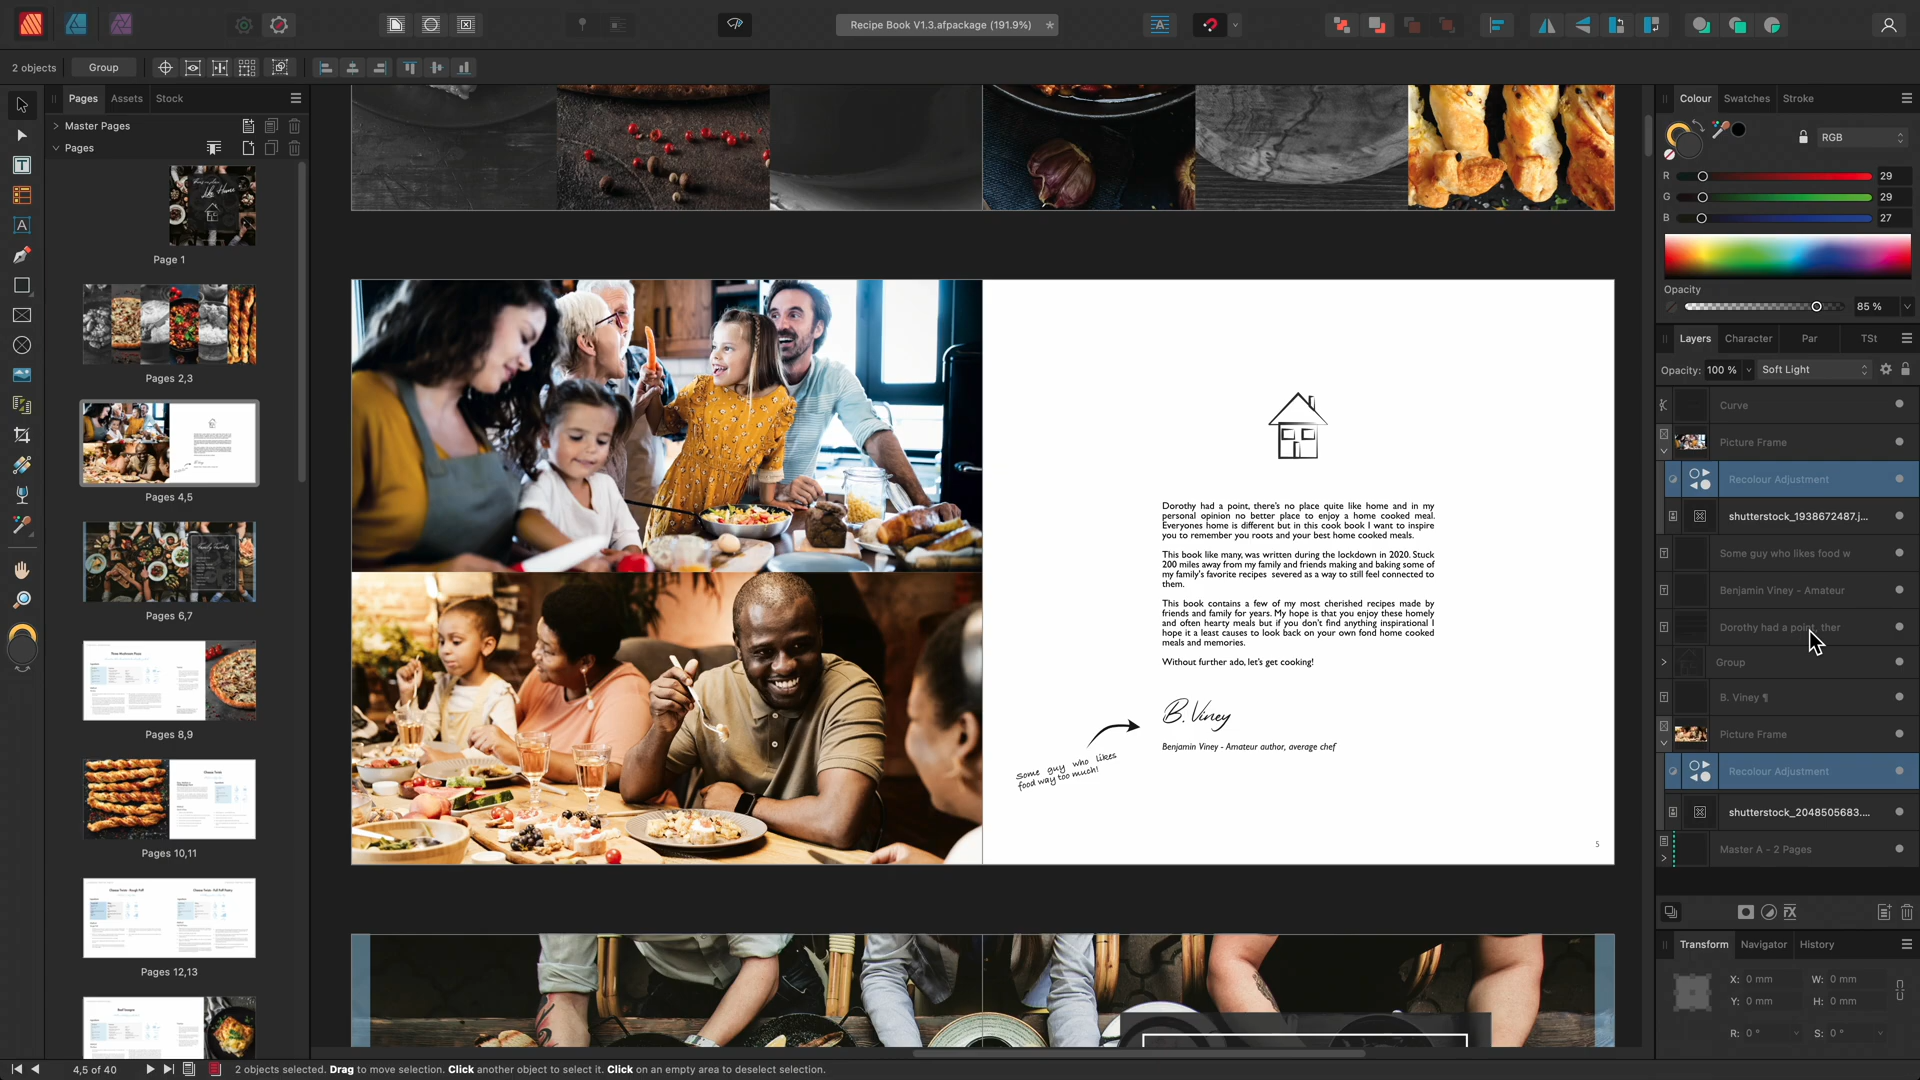 Recipe Book V1.3.afpackage (191.9%) *
2 objects
Group
Pages Assets Stock
Master Pages
Pages
Page 1
Pages 2,3
Pages 4,5
Pages 6,7
Pages 8,9
Pages 10,11
Pages 12,13
Dorothy had a point, there's no place quite like home and in my
personal opinion no better place to enjoy a home cooked meal.
Everyones home is different but in this cook book I want to inspire
you to remember you roots and your best home cooked meals.
This book like many, was written during the lockdown in 2020. Stuck
200 miles away from my family and friends making and baking some of
my family's favorite recipes severed as a way to still feel connected to
them.
This book contains a few of my most cherished recipes made by
friends and family for years. My hope is that you enjoy these homely
and often hearty meals but if you don't find anything inspirational I
hope it a least causes to look back on your own fond home cooked
meals and memories.
Without further ado, let's get cooking!
B. Viney
Benjamin Viney - Amateur author, average chef
Some guy who likes
food way too much!
5
Colour Swatches Stroke
RGB
R 29
G 29
B 27
Opacity
85 %
Layers Character Par TSt
Opacity: 100 % Soft Light
Curve
Picture Frame
Recolour Adjustment
shutterstock_1938672487.j...
Some guy who likes food w
Benjamin Viney - Amateur
Dorothy had a point, ther
Group
B. Viney ¶
Picture Frame
Recolour Adjustment
shutterstock_2048505683....
Master A - 2 Pages
Transform Navigator History
X: 0 mm W: 0 mm
Y: 0 mm H: 0 mm
R: 0 ° S: 0 °
4,5 of 40
2 objects selected. Drag to move selection. Click another object to select it. Click on an empty area to deselect selection.